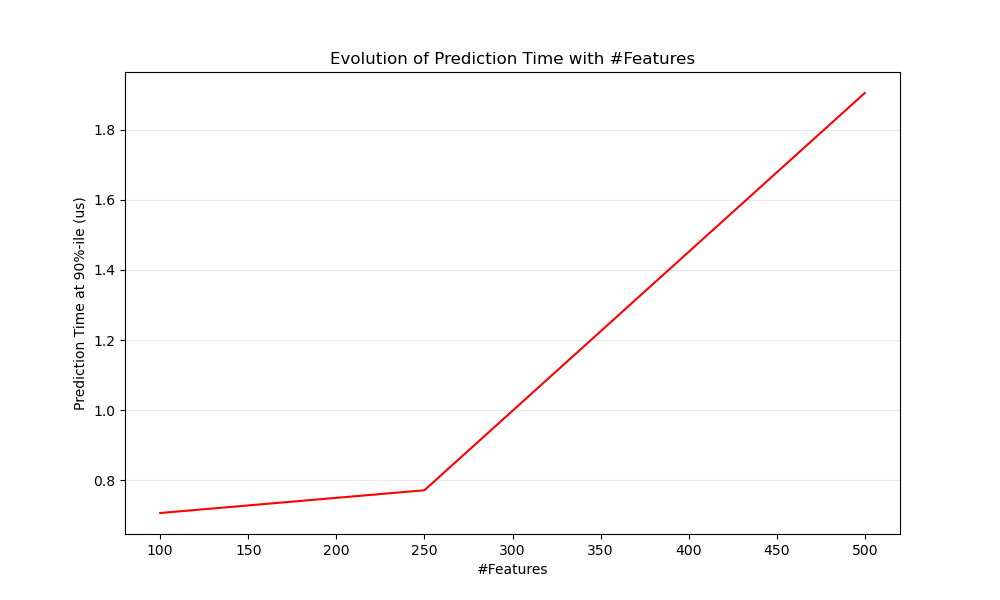 Evolution of Prediction Time with #Features
Prediction Time at 90%-ile (us)
1.8
1.6
1.4
1.2
1.0
0.8
100 150 200 250 300 350 400 450 500
#Features